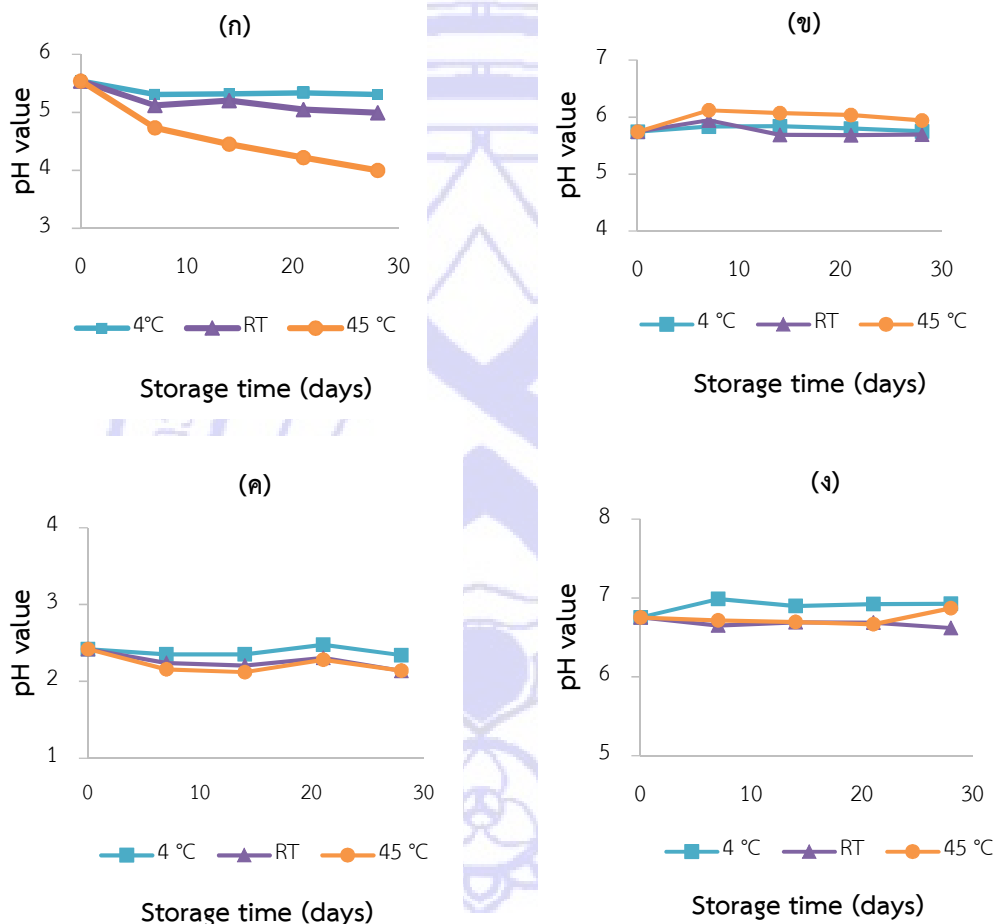 (ก)
6
5
4
3
pH value
0 10 20 30
4°C RT 45 °C
Storage time (days)
(ข)
7
6
5
4
pH value
0 10 20 30
4 °C RT 45 °C
Storage time (days)
(ค)
4
3
2
1
pH value
0 10 20 30
4 °C RT 45 °C
Storage time (days)
(ง)
8
7
6
5
pH value
0 10 20 30
4 °C RT 45 °C
Storage time (days)